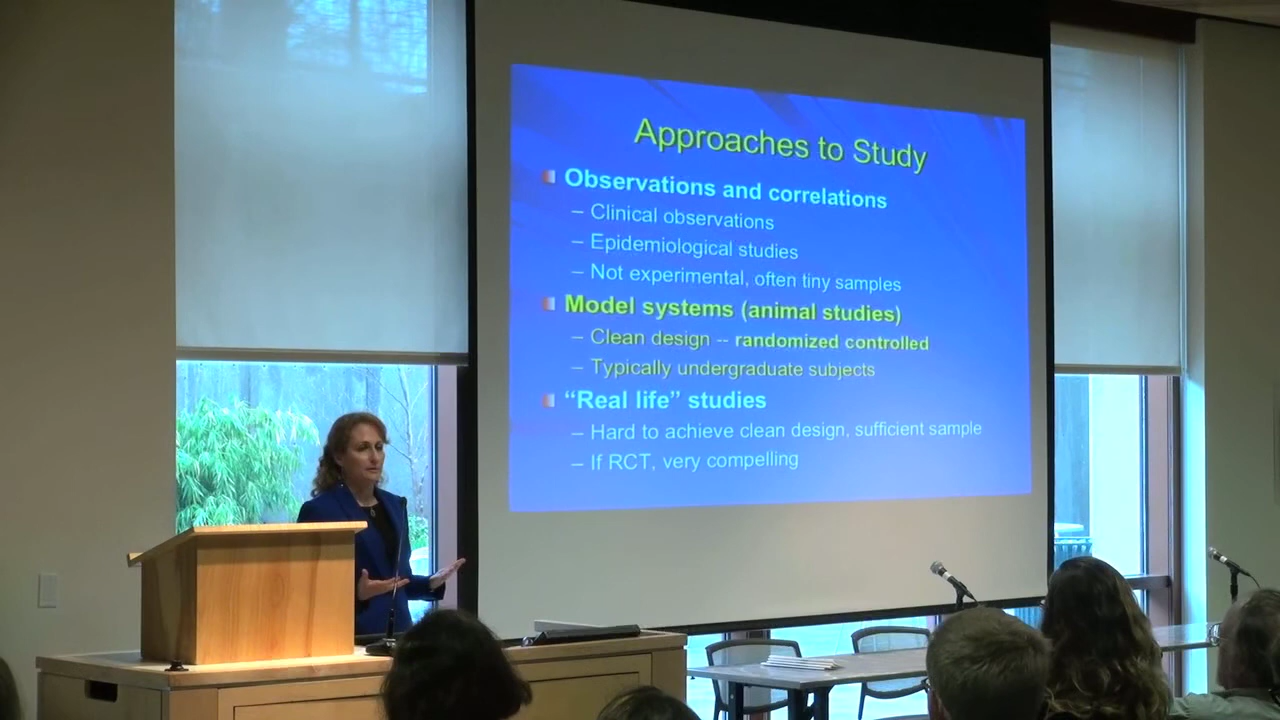 Approaches to Study
Observations and correlations
– Clinical observations
– Epidemiological studies
– Not experimental, often tiny samples
Model systems (animal studies)
– Clean design -- randomized controlled
– Typically undergraduate subjects
“Real life” studies
– Hard to achieve clean design, sufficient sample
– If RCT, very compelling